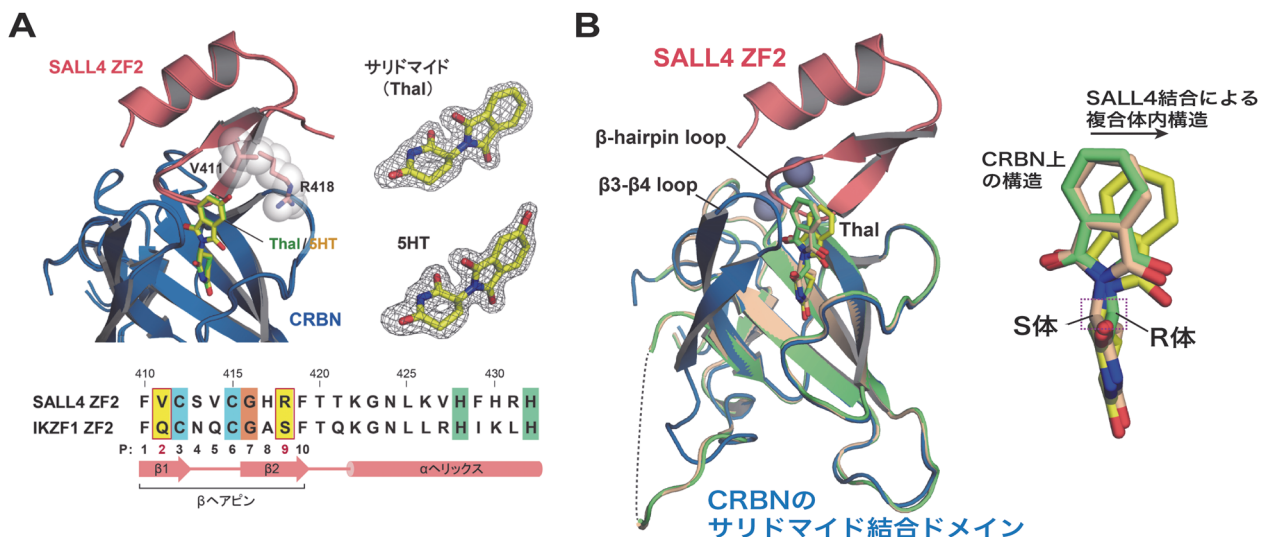 A
SALL4 ZF2
V411
R418
Thal/5HT
CRBN
サリドマイド
（Thal）
5HT
410 415 420 425 430
SALL4 ZF2 F V C S V C G H R F T T K G N L K V H F H R H
IKZF1 ZF2 F Q C N Q C G A S F T Q K G N L L R H I K L H
P: 1 2 3 4 5 6 7 8 9 10
β1 β2 αヘリックス
βヘアピン
B
SALL4 ZF2
β-hairpin loop
β3-β4 loop
Thal
CRBNの
サリドマイド結合ドメイン
SALL4結合による
複合体内構造
CRBN上
の構造
S体
R体